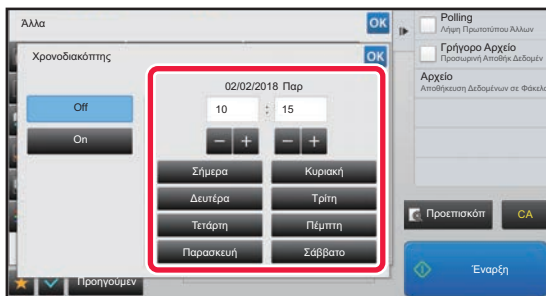 Άλλα
OK
Χρονοδιακόπτης
OK
02/02/2018 Παρ
Off
On
10 : 15
− + − +
Σήμερα Κυριακή
Δευτέρα Τρίτη
Τετάρτη Πέμπτη
Παρασκευή Σάββατο
Προηγούμεν
Polling
Λήψη Πρωτοτύπου Άλλων
Γρήγορο Αρχείο
Προσωρινή Αποθήκ Δεδομέν
Αρχείο
Αποθήκευση Δεδομένων σε Φάκελο
Προεπισκόπ
CA
Έναρξη